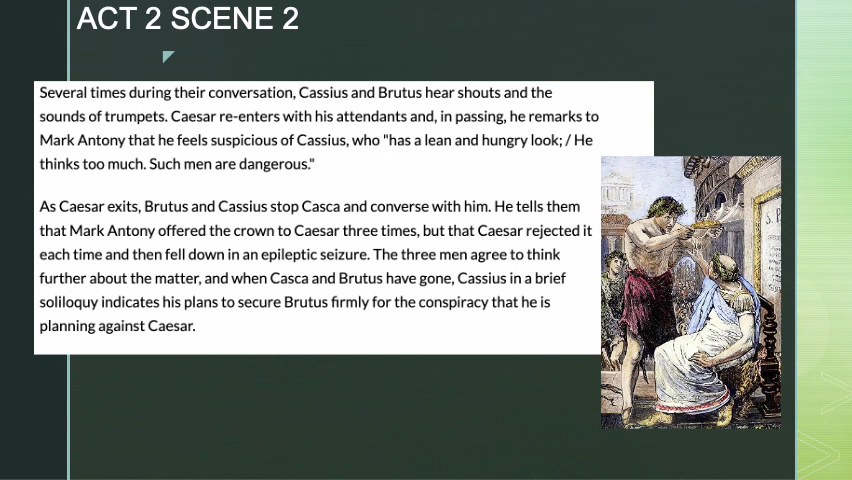 ACT 2 SCENE 2
Several times during their conversation, Cassius and Brutus hear shouts and the
sounds of trumpets. Caesar re-enters with his attendants and, in passing, he remarks to
Mark Antony that he feels suspicious of Cassius, who "has a lean and hungry look; / He
thinks too much. Such men are dangerous."
As Caesar exits, Brutus and Cassius stop Casca and converse with him. He tells them
that Mark Antony offered the crown to Caesar three times, but that Caesar rejected it
each time and then fell down in an epileptic seizure. The three men agree to think
further about the matter, and when Casca and Brutus have gone, Cassius in a brief
soliloquy indicates his plans to secure Brutus firmly for the conspiracy that he is
planning against Caesar.